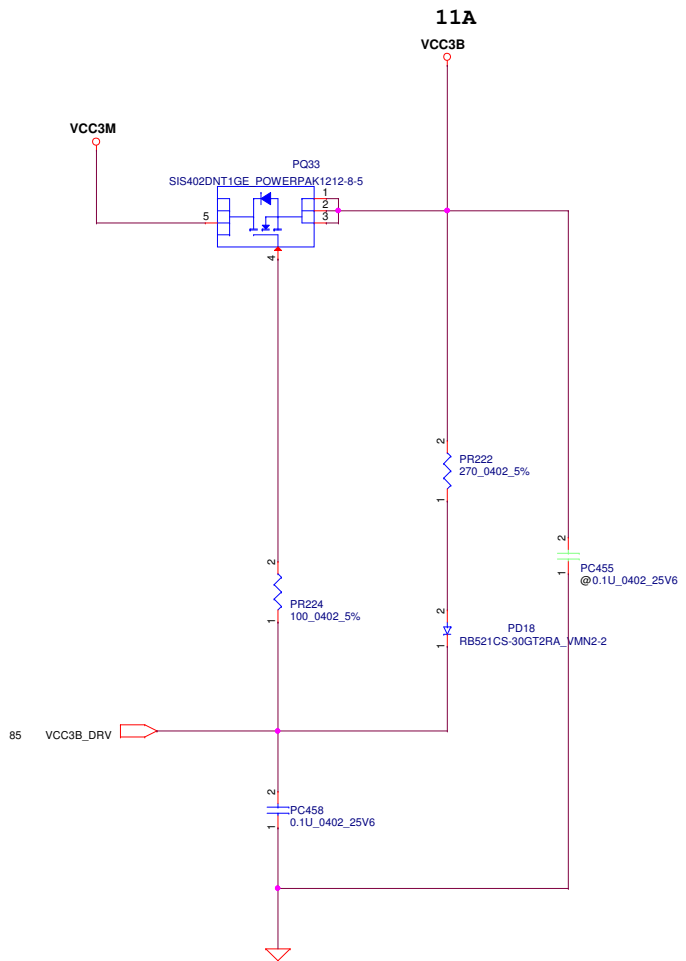 11A
VCC3B
VCC3M
PQ33
SIS402DNT1GE_POWERPAK1212-8-5
1
2
3
5
4
2
PR222
270_0402_5%
1
2
PC455
@0.1U_0402_25V6
1
2
PR224
100_0402_5%
1
2
PD18
RB521CS-30GT2RA_VMN2-2
1
85 VCC3B_DRV
2
PC458
0.1U_0402_25V6
1